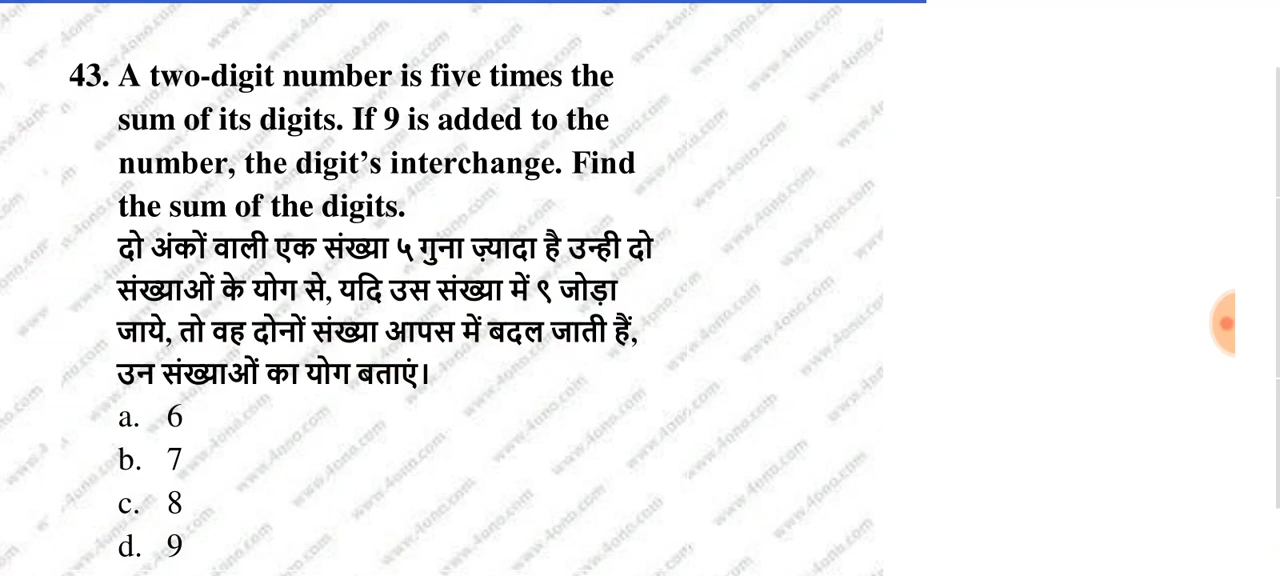 43. A two-digit number is five times the
sum of its digits. If 9 is added to the
number, the digit’s interchange. Find
the sum of the digits.
दो अंकों वाली एक संख्या ५ गुना ज़्यादा है उन्ही दो
संख्याओं के योग से, यदि उस संख्या में ९ जोड़ा
जाये, तो वह दोनों संख्या आपस में बदल जाती हैं,
उन संख्याओं का योग बताएं।
a. 6
b. 7
c. 8
d. 9